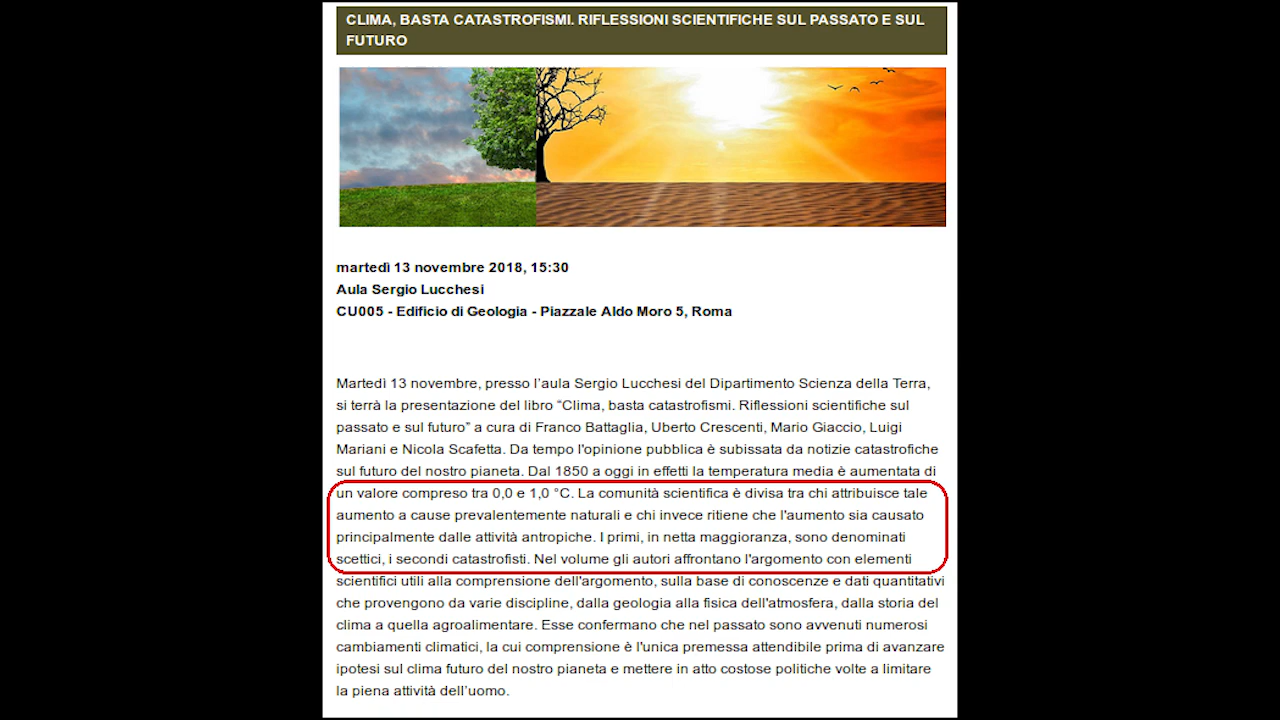 CLIMA, BASTA CATASTROFISMI. RIFLESSIONI SCIENTIFICHE SUL PASSATO E SUL
FUTURO
martedì 13 novembre 2018, 15:30
Aula Sergio Lucchesi
CU005 - Edificio di Geologia - Piazzale Aldo Moro 5, Roma
Martedì 13 novembre, presso l’aula Sergio Lucchesi del Dipartimento Scienza della Terra,
si terrà la presentazione del libro “Clima, basta catastrofismi. Riflessioni scientifiche sul
passato e sul futuro” a cura di Franco Battaglia, Uberto Crescenti, Mario Giaccio, Luigi
Mariani e Nicola Scafetta. Da tempo l'opinione pubblica è subissata da notizie catastrofiche
sul futuro del nostro pianeta. Dal 1850 a oggi in effetti la temperatura media è aumentata di
un valore compreso tra 0,0 e 1,0 °C. La comunità scientifica è divisa tra chi attribuisce tale
aumento a cause prevalentemente naturali e chi invece ritiene che l'aumento sia causato
principalmente dalle attività antropiche. I primi, in netta maggioranza, sono denominati
scettici, i secondi catastrofisti. Nel volume gli autori affrontano l'argomento con elementi
scientifici utili alla comprensione dell'argomento, sulla base di conoscenze e dati quantitativi
che provengono da varie discipline, dalla geologia alla fisica dell'atmosfera, dalla storia del
clima a quella agroalimentare. Esse confermano che nel passato sono avvenuti numerosi
cambiamenti climatici, la cui comprensione è l'unica premessa attendibile prima di avanzare
ipotesi sul clima futuro del nostro pianeta e mettere in atto costose politiche volte a limitare
la piena attività dell’uomo.